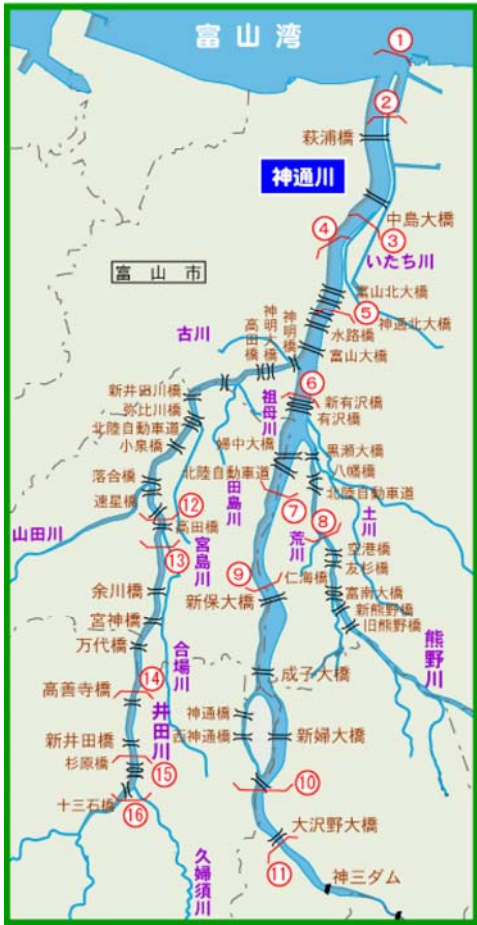 富山湾
①
②
萩浦橋
神通川
中島大橋
③
④
いたち川
富山市
富山北大橋
⑤
神通北大橋
水路橋
富山大橋
古川
高田橋
神明大橋
神明橋
⑥
新有沢橋
有沢橋
新井田川橋
弥比川橋
北陸自動車道
小泉橋
祖母川
婦中大橋
北陸自動車道
黒瀬大橋
八幡橋
北陸自動車道
落合橋
速星橋
田島川
⑦
⑧
土川
⑫
高田橋
山田川
⑬
宮島川
荒川
空港橋
友杉橋
⑨
仁海橋
新保大橋
富南大橋
新熊野橋
旧熊野橋
余川橋
宮神橋
万代橋
合場川
熊野川
成子大橋
⑭
高善寺橋
井田川
神通橋
西神通橋
新婦大橋
新井田橋
杉原橋
⑮
⑩
十三石橋
⑯
大沢野大橋
久婦須川
⑪
神三ダム